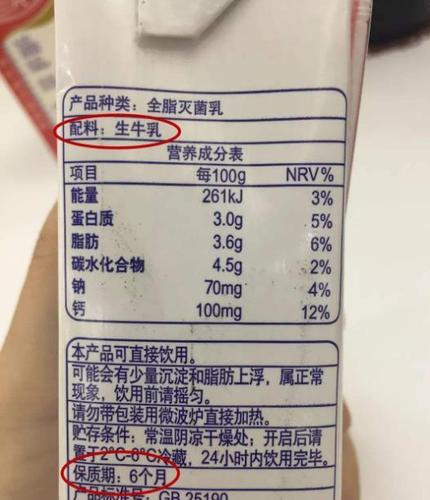 产品种类：全脂灭菌乳
配料：生牛乳
营养成分表
项目 每100g NRV%
能量 261kJ 3%
蛋白质 3.0g 5%
脂肪 3.6g 6%
碳水化合物 4.5g 2%
钠 70mg 4%
钙 100mg 12%
本产品可直接饮用。
可能会有少量沉淀和脂肪上浮，属正常
现象，饮用前请摇匀。
请勿带包装用微波炉直接加热。
贮存条件：常温阴凉干燥处；开启后请
置于2°C-6°C冷藏，24小时内饮用完毕。
保质期：6个月
产品标准号：GB 25190